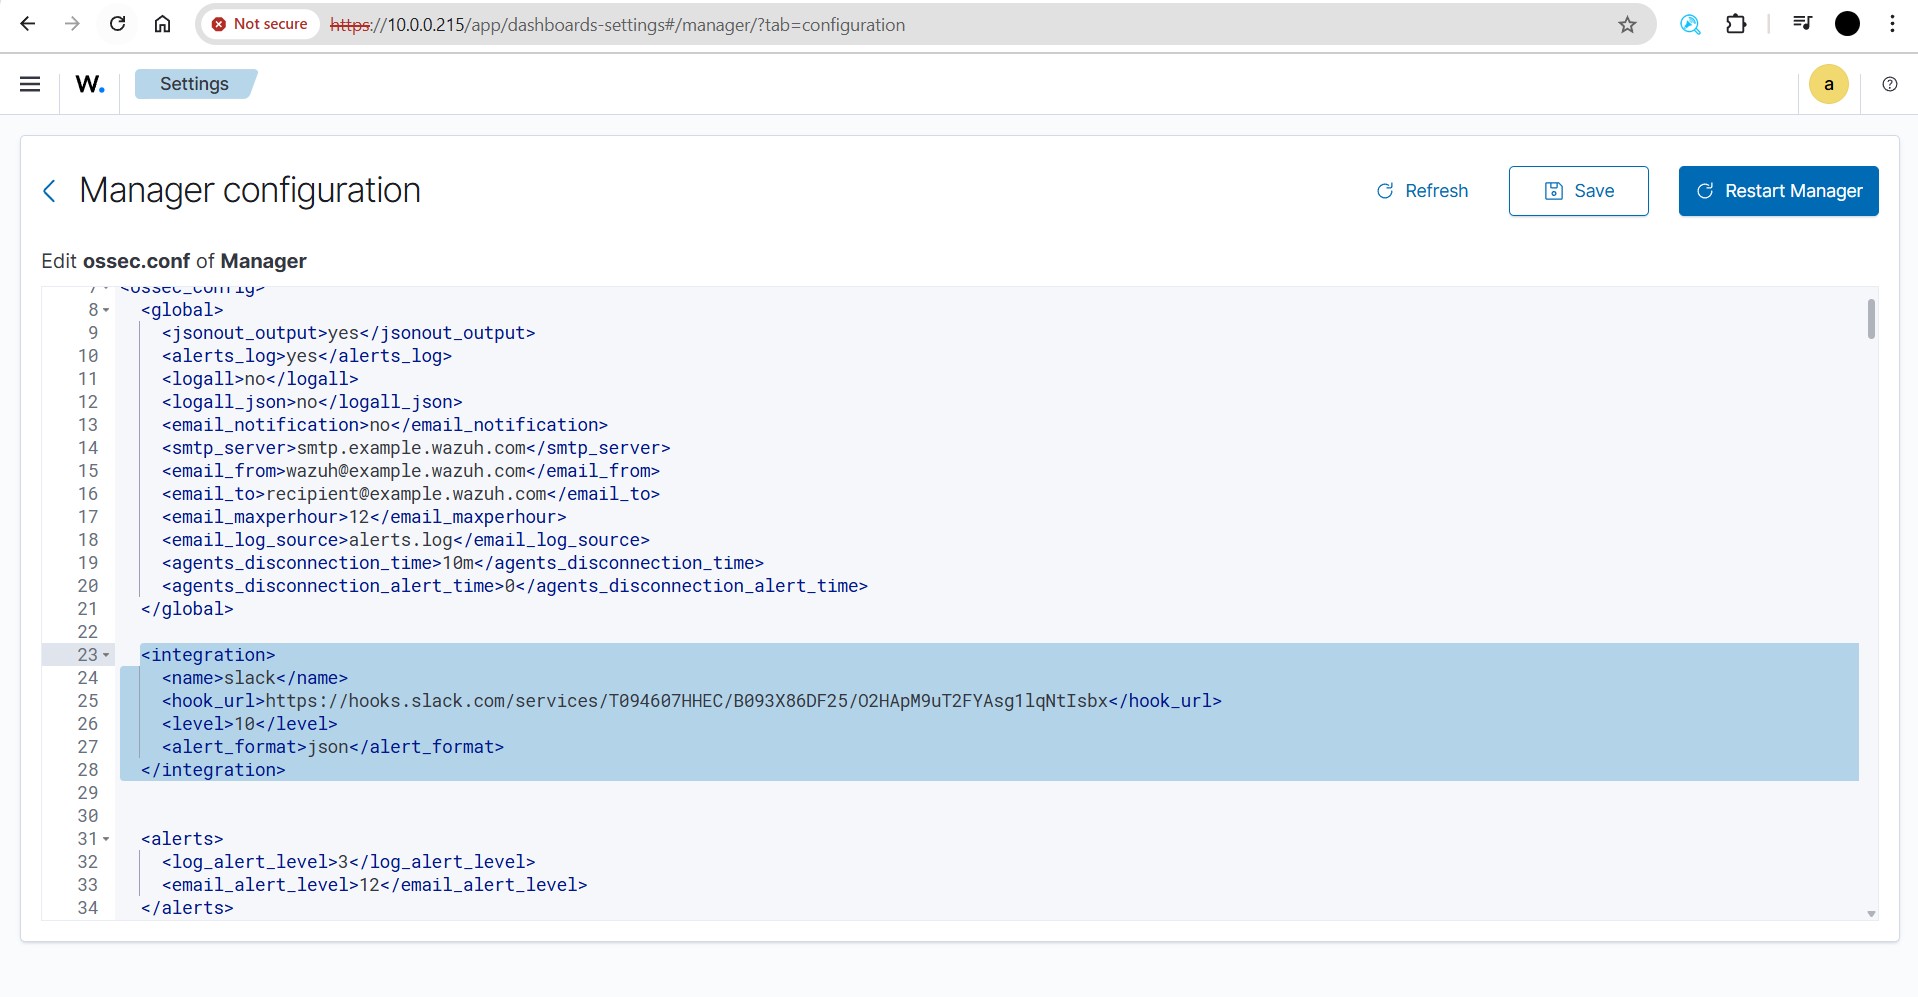 Not secure https://10.0.0.215/app/dashboards-settings#/manager/?tab=configuration
W. Settings a
Manager configuration Refresh Save Restart Manager
Edit ossec.conf of Manager
7 <ossec_config>
8 <global>
9 <jsonout_output>yes</jsonout_output>
10 <alerts_log>yes</alerts_log>
11 <logall>no</logall>
12 <logall_json>no</logall_json>
13 <email_notification>no</email_notification>
14 <smtp_server>smtp.example.wazuh.com</smtp_server>
15 <email_from>wazuh@example.wazuh.com</email_from>
16 <email_to>recipient@example.wazuh.com</email_to>
17 <email_maxperhour>12</email_maxperhour>
18 <email_log_source>alerts.log</email_log_source>
19 <agents_disconnection_time>10m</agents_disconnection_time>
20 <agents_disconnection_alert_time>0</agents_disconnection_alert_time>
21 </global>
22
23 <integration>
24 <name>slack</name>
25 <hook_url>https://hooks.slack.com/services/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</hook_url>
26 <level>10</level>
27 <alert_format>json</alert_format>
28 </integration>
29
30
31 <alerts>
32 <log_alert_level>3</log_alert_level>
33 <email_alert_level>12</email_alert_level>
34 </alerts>